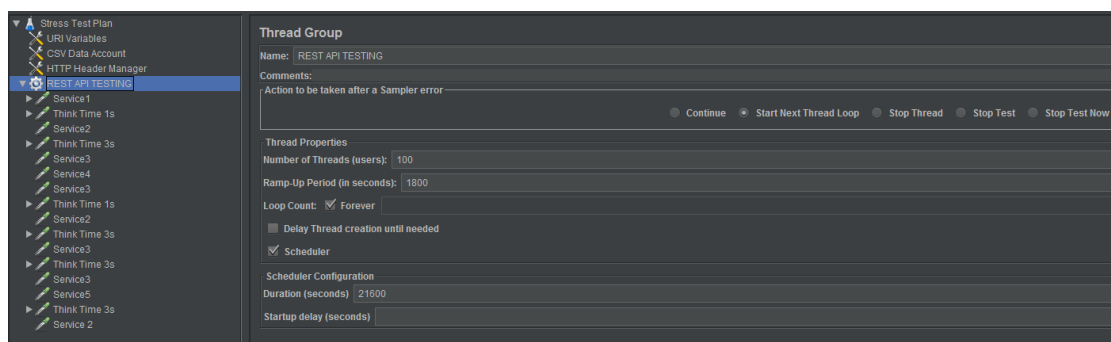 Stress Test Plan
URI Variables
CSV Data Account
HTTP Header Manager
REST API TESTING
Service1
Think Time 1s
Service2
Think Time 3s
Service3
Service4
Service3
Think Time 1s
Service2
Think Time 3s
Service3
Think Time 3s
Service3
Service5
Think Time 3s
Service 2
Thread Group
Name: REST API TESTING
Comments:
Action to be taken after a Sampler error
Continue Start Next Thread Loop Stop Thread Stop Test Stop Test Now
Thread Properties
Number of Threads (users): 100
Ramp-Up Period (in seconds): 1800
Loop Count: Forever
Delay Thread creation until needed
Scheduler
Scheduler Configuration
Duration (seconds) 21600
Startup delay (seconds)